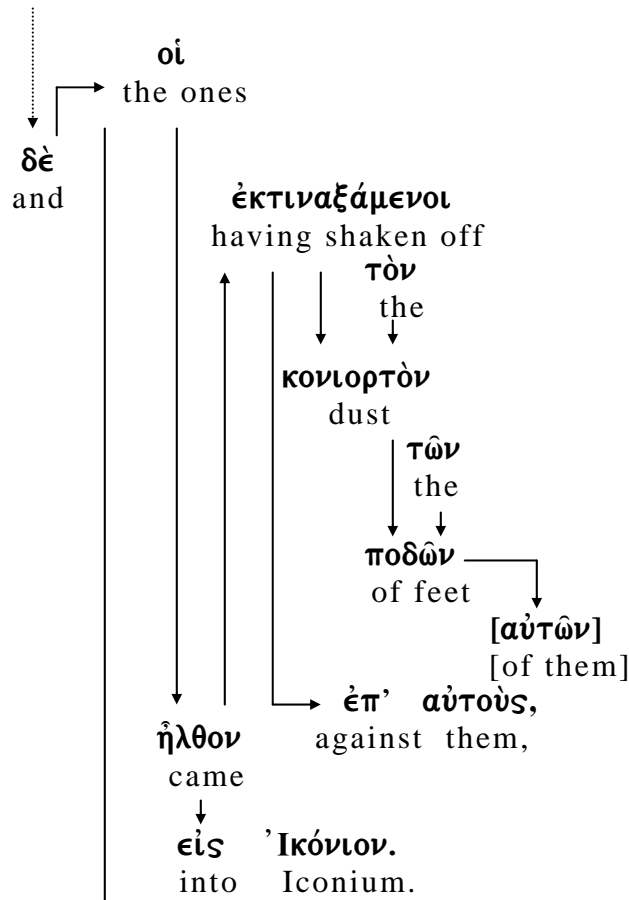 οἱ
the ones
δὲ
and
ἐκτιναξάμενοι
having shaken off
τὸν
the
κονιορτὸν
dust
τῶν
the
ποδῶν
of feet
[αὐτῶν]
[of them]
ἐπ’ αὐτοὺς,
against them,
ἦλθον
came
εἰς Ἰκόνιον.
into Iconium.